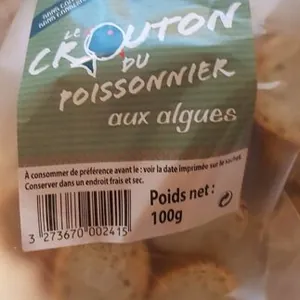 LE
CROUTON
DU
POISSONNIER
aux algues
À consommer de préférence avant le : voir la date imprimée sur le sachet.
Conserver dans un endroit frais et sec.
Poids net :
100g
3 273670 002415